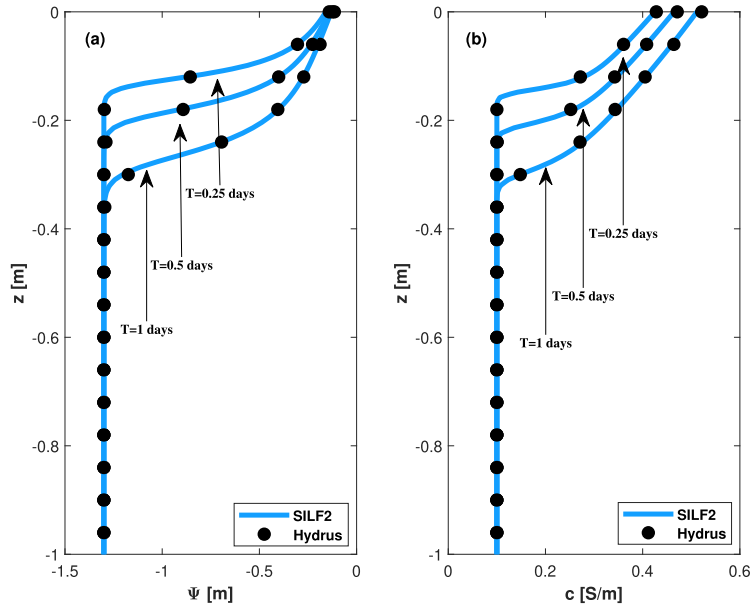 (a)
0
-0.2
-0.4
-0.6
-0.8
-1
z [m]
T=0.25 days
T=0.5 days
T=1 days
SILF2
Hydrus
-1.5
-1
-0.5
0
Ψ [m]
(b)
0
-0.2
-0.4
-0.6
-0.8
-1
z [m]
T=0.25 days
T=0.5 days
T=1 days
SILF2
Hydrus
0
0.2
0.4
0.6
c [S/m]